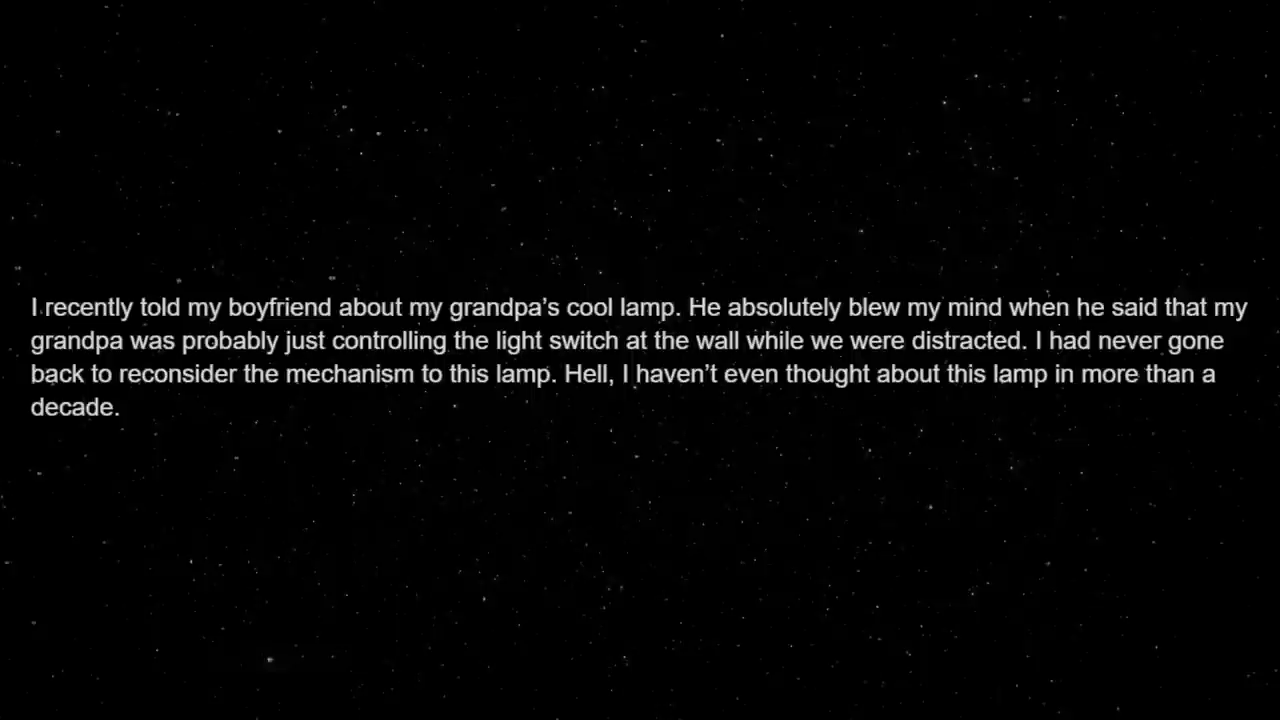 I recently told my boyfriend about my grandpa’s cool lamp. He absolutely blew my mind when he said that my
grandpa was probably just controlling the light switch at the wall while we were distracted. I had never gone
back to reconsider the mechanism to this lamp. Hell, I haven’t even thought about this lamp in more than a
decade.